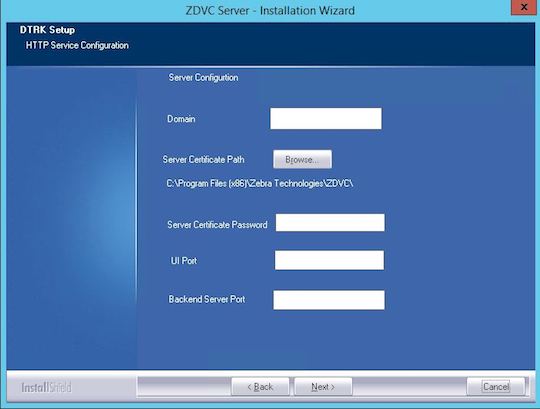 ZDVC Server - Installation Wizard
x
DTRK Setup
HTTP Service Configuration
Server Configurtion
Domain
Server Certificate Path Browse...
C:\Program Files (x86)\Zebra Technologies\ZDVC\
Server Certificate Password
UI Port
Backend Server Port
InstallShield
< Back Next > Cancel